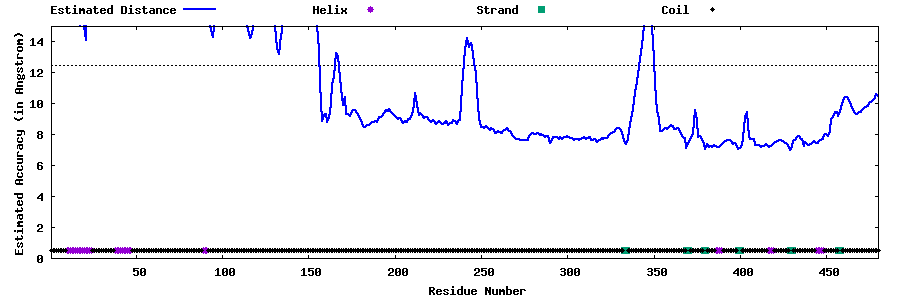 Estimated Distance Helix Strand Coil
Estimated Accuracy (in Angstrom)
14
12
10
8
6
4
2
0
50 100 150 200 250 300 350 400 450
Residue Number